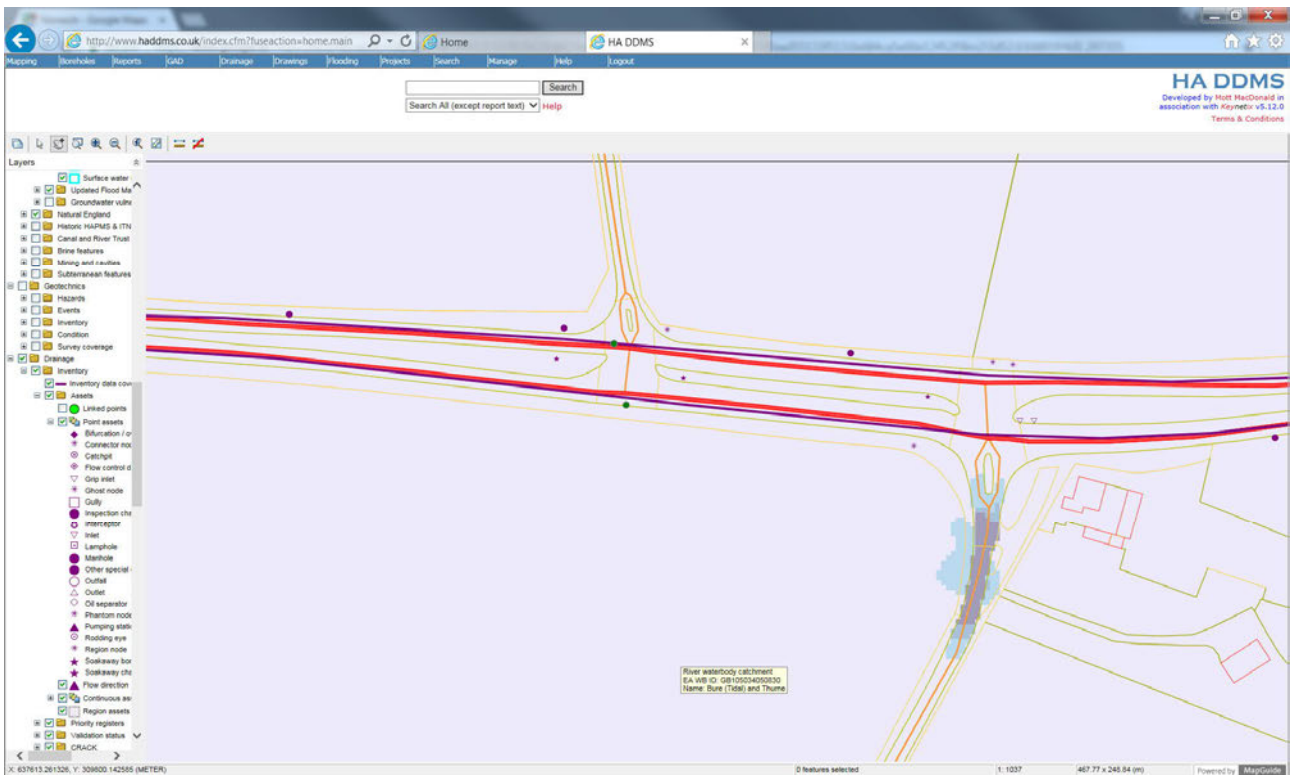 http://www.haddms.co.uk/index.cfm?fuseaction=home.main
Home
HA DDMS
Mapping Boreholes Reports GAD Drainage Drawings Flooding Projects Search Manage Help Logout
Search
Search All (except report text) Help
HA DDMS
Developed by Mott MacDonald in
association with Keynetix v5.12.0
Terms & Conditions
Layers
Surface water
Updated Flood Ma
Groundwater vulne
Natural England
Historic HAPMS & ITN
Canal and River Trust
Brine features
Mining and cavities
Subterranean features
Geotechnics
Hazards
Events
Inventory
Condition
Survey coverage
Drainage
Inventory
Inventory data cov
Assets
Linked points
Point assets
Bifurcation / o
Connector nod
Catchpit
Flow control d
Grip inlet
Ghost node
Gully
Inspection cha
Interceptor
Inlet
Lamphole
Manhole
Other special
Outfall
Outlet
Oil separator
Phantom node
Pumping statio
Rodding eye
Region node
Soakaway bor
Soakaway cha
Flow direction
Continuous ass
Region assets
Priority registers
Validation status
CRACK
River waterbody catchment
EA WB ID: GB105034050830
Name: Bure (Tidal) and Thurne
X: 637613.261326, Y: 309800.142585 (METER) 0 features selected 1: 1037 467.77 x 245.84 (m) Powered by MapGuide